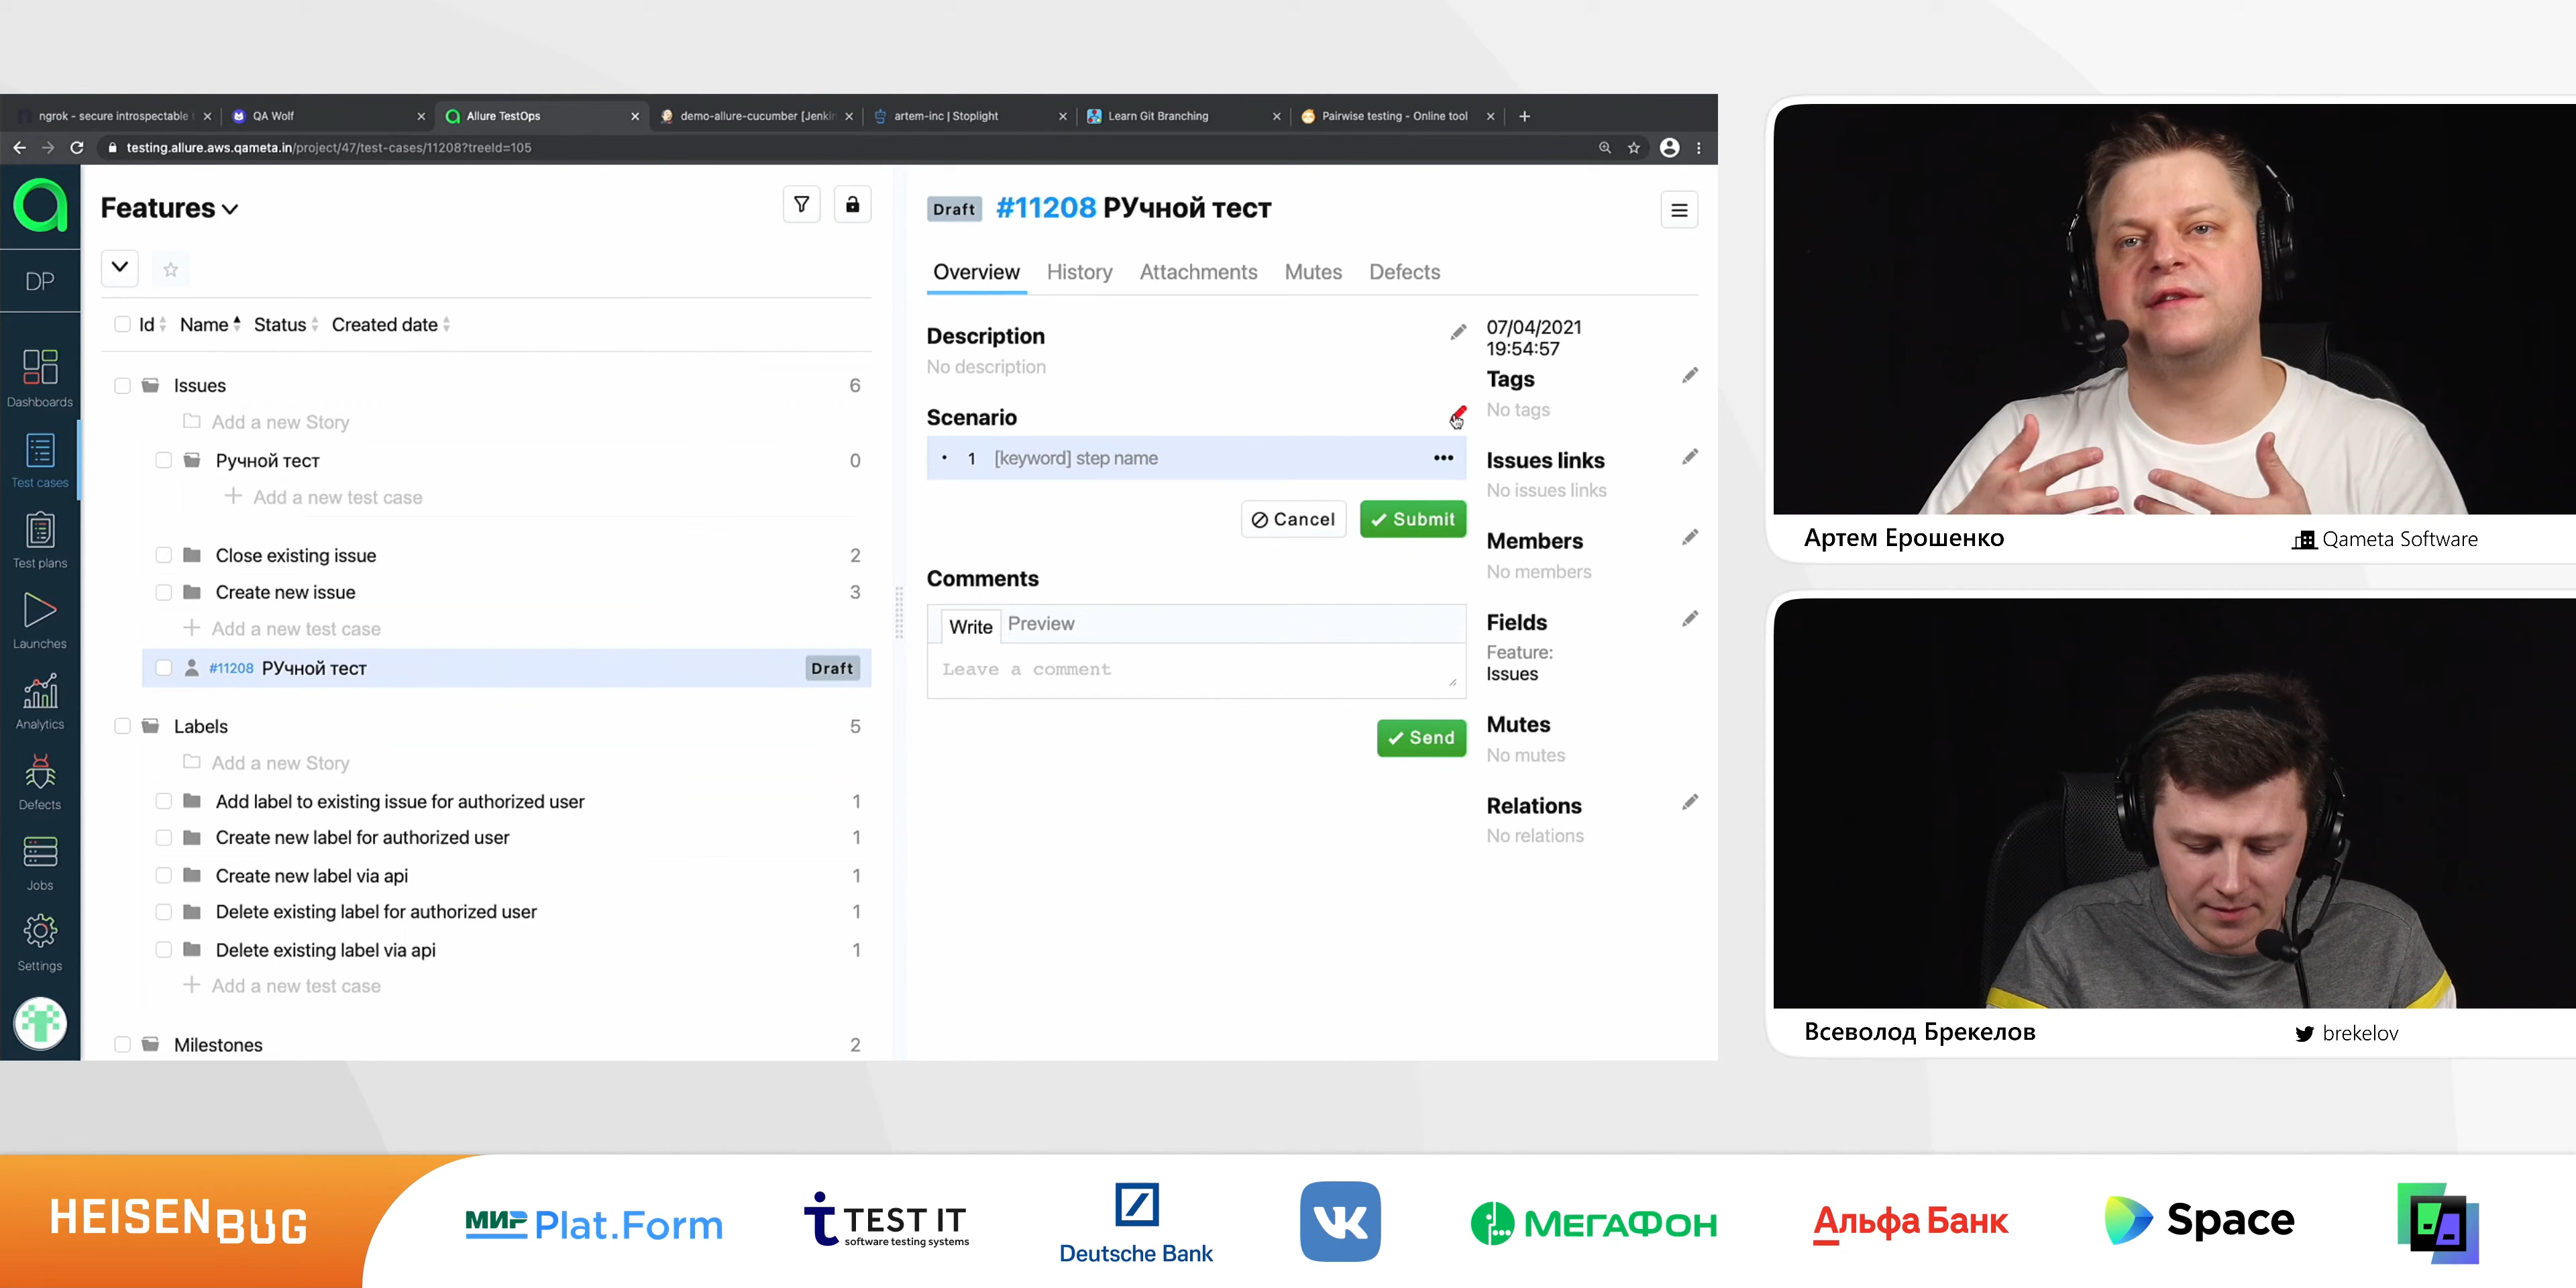 ngrok - secure introspectable
QA Wolf
Allure TestOps
demo-allure-cucumber [Jenkin
artem-inc | Stoplight
Learn Git Branching
Pairwise testing - Online tool
testing.allure.aws.qameta.in/project/47/test-cases/11208?treeId=105
DP
Dashboards
Test cases
Test plans
Launches
Analytics
Defects
Jobs
Settings
Features
Id Name Status Created date
Issues 6
Add a new Story
Ручной тест 0
Add a new test case
Close existing issue 2
Create new issue 3
Add a new test case
#11208 РУчной тест Draft
Labels 5
Add a new Story
Add label to existing issue for authorized user 1
Create new label for authorized user 1
Create new label via api 1
Delete existing label for authorized user 1
Delete existing label via api 1
Add a new test case
Milestones 2
Draft #11208 РУчной тест
Overview History Attachments Mutes Defects
Description
No description
Scenario
1 [keyword] step name
Cancel Submit
Comments
Write Preview
Leave a comment
Send
07/04/2021
19:54:57
Tags
No tags
Issues links
No issues links
Members
No members
Fields
Feature:
Issues
Mutes
No mutes
Relations
No relations
Артем Ерошенко Qameta Software
Всеволод Брекелов brekelov
HEISENBUG
МИР Plat.Form
TEST IT
software testing systems
Deutsche Bank
VK
МЕГАФОН
Альфа Банк
Space